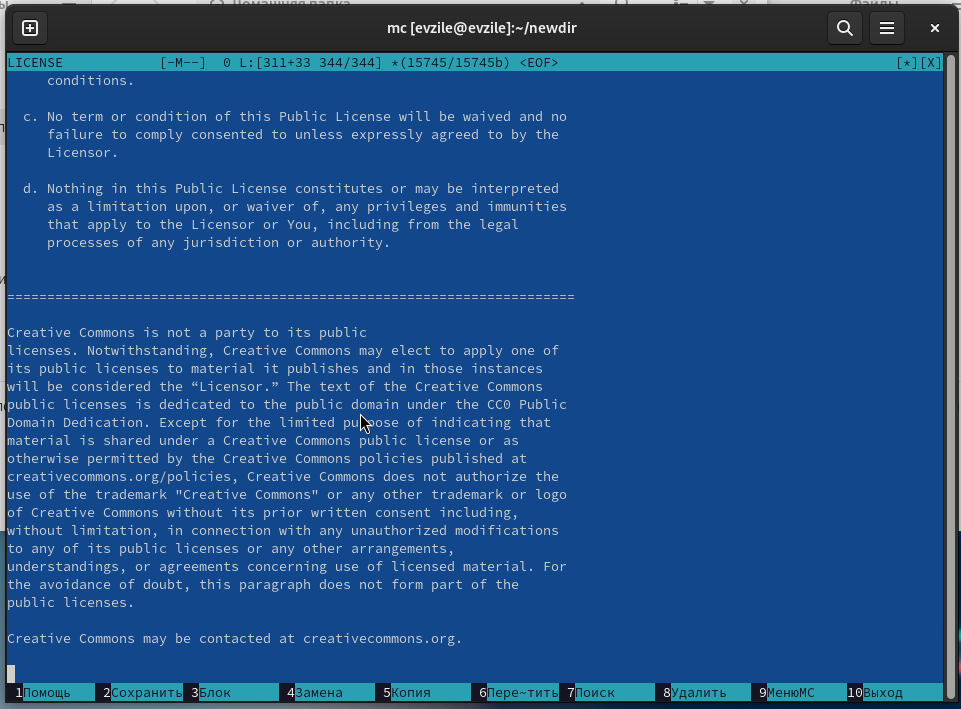 Домашняя папка
Файлы
mc [evzile@evzile]:~/newdir
LICENSE [-M--] 0 L:[311+33 344/344] *(15745/15745b) <EOF> [*][X]
conditions.
c. No term or condition of this Public License will be waived and no
failure to comply consented to unless expressly agreed to by the
Licensor.
d. Nothing in this Public License constitutes or may be interpreted
as a limitation upon, or waiver of, any privileges and immunities
that apply to the Licensor or You, including from the legal
processes of any jurisdiction or authority.
=======================================================================
Creative Commons is not a party to its public
licenses. Notwithstanding, Creative Commons may elect to apply one of
its public licenses to material it publishes and in those instances
will be considered the “Licensor.” The text of the Creative Commons
public licenses is dedicated to the public domain under the CC0 Public
Domain Dedication. Except for the limited purpose of indicating that
material is shared under a Creative Commons public license or as
otherwise permitted by the Creative Commons policies published at
creativecommons.org/policies, Creative Commons does not authorize the
use of the trademark "Creative Commons" or any other trademark or logo
of Creative Commons without its prior written consent including,
without limitation, in connection with any unauthorized modifications
to any of its public licenses or any other arrangements,
understandings, or agreements concerning use of licensed material. For
the avoidance of doubt, this paragraph does not form part of the
public licenses.
Creative Commons may be contacted at creativecommons.org.
1Помощь 2Сохранить 3Блок 4Замена 5Копия 6Пере~тить 7Поиск 8Удалить 9МенюМС 10Выход